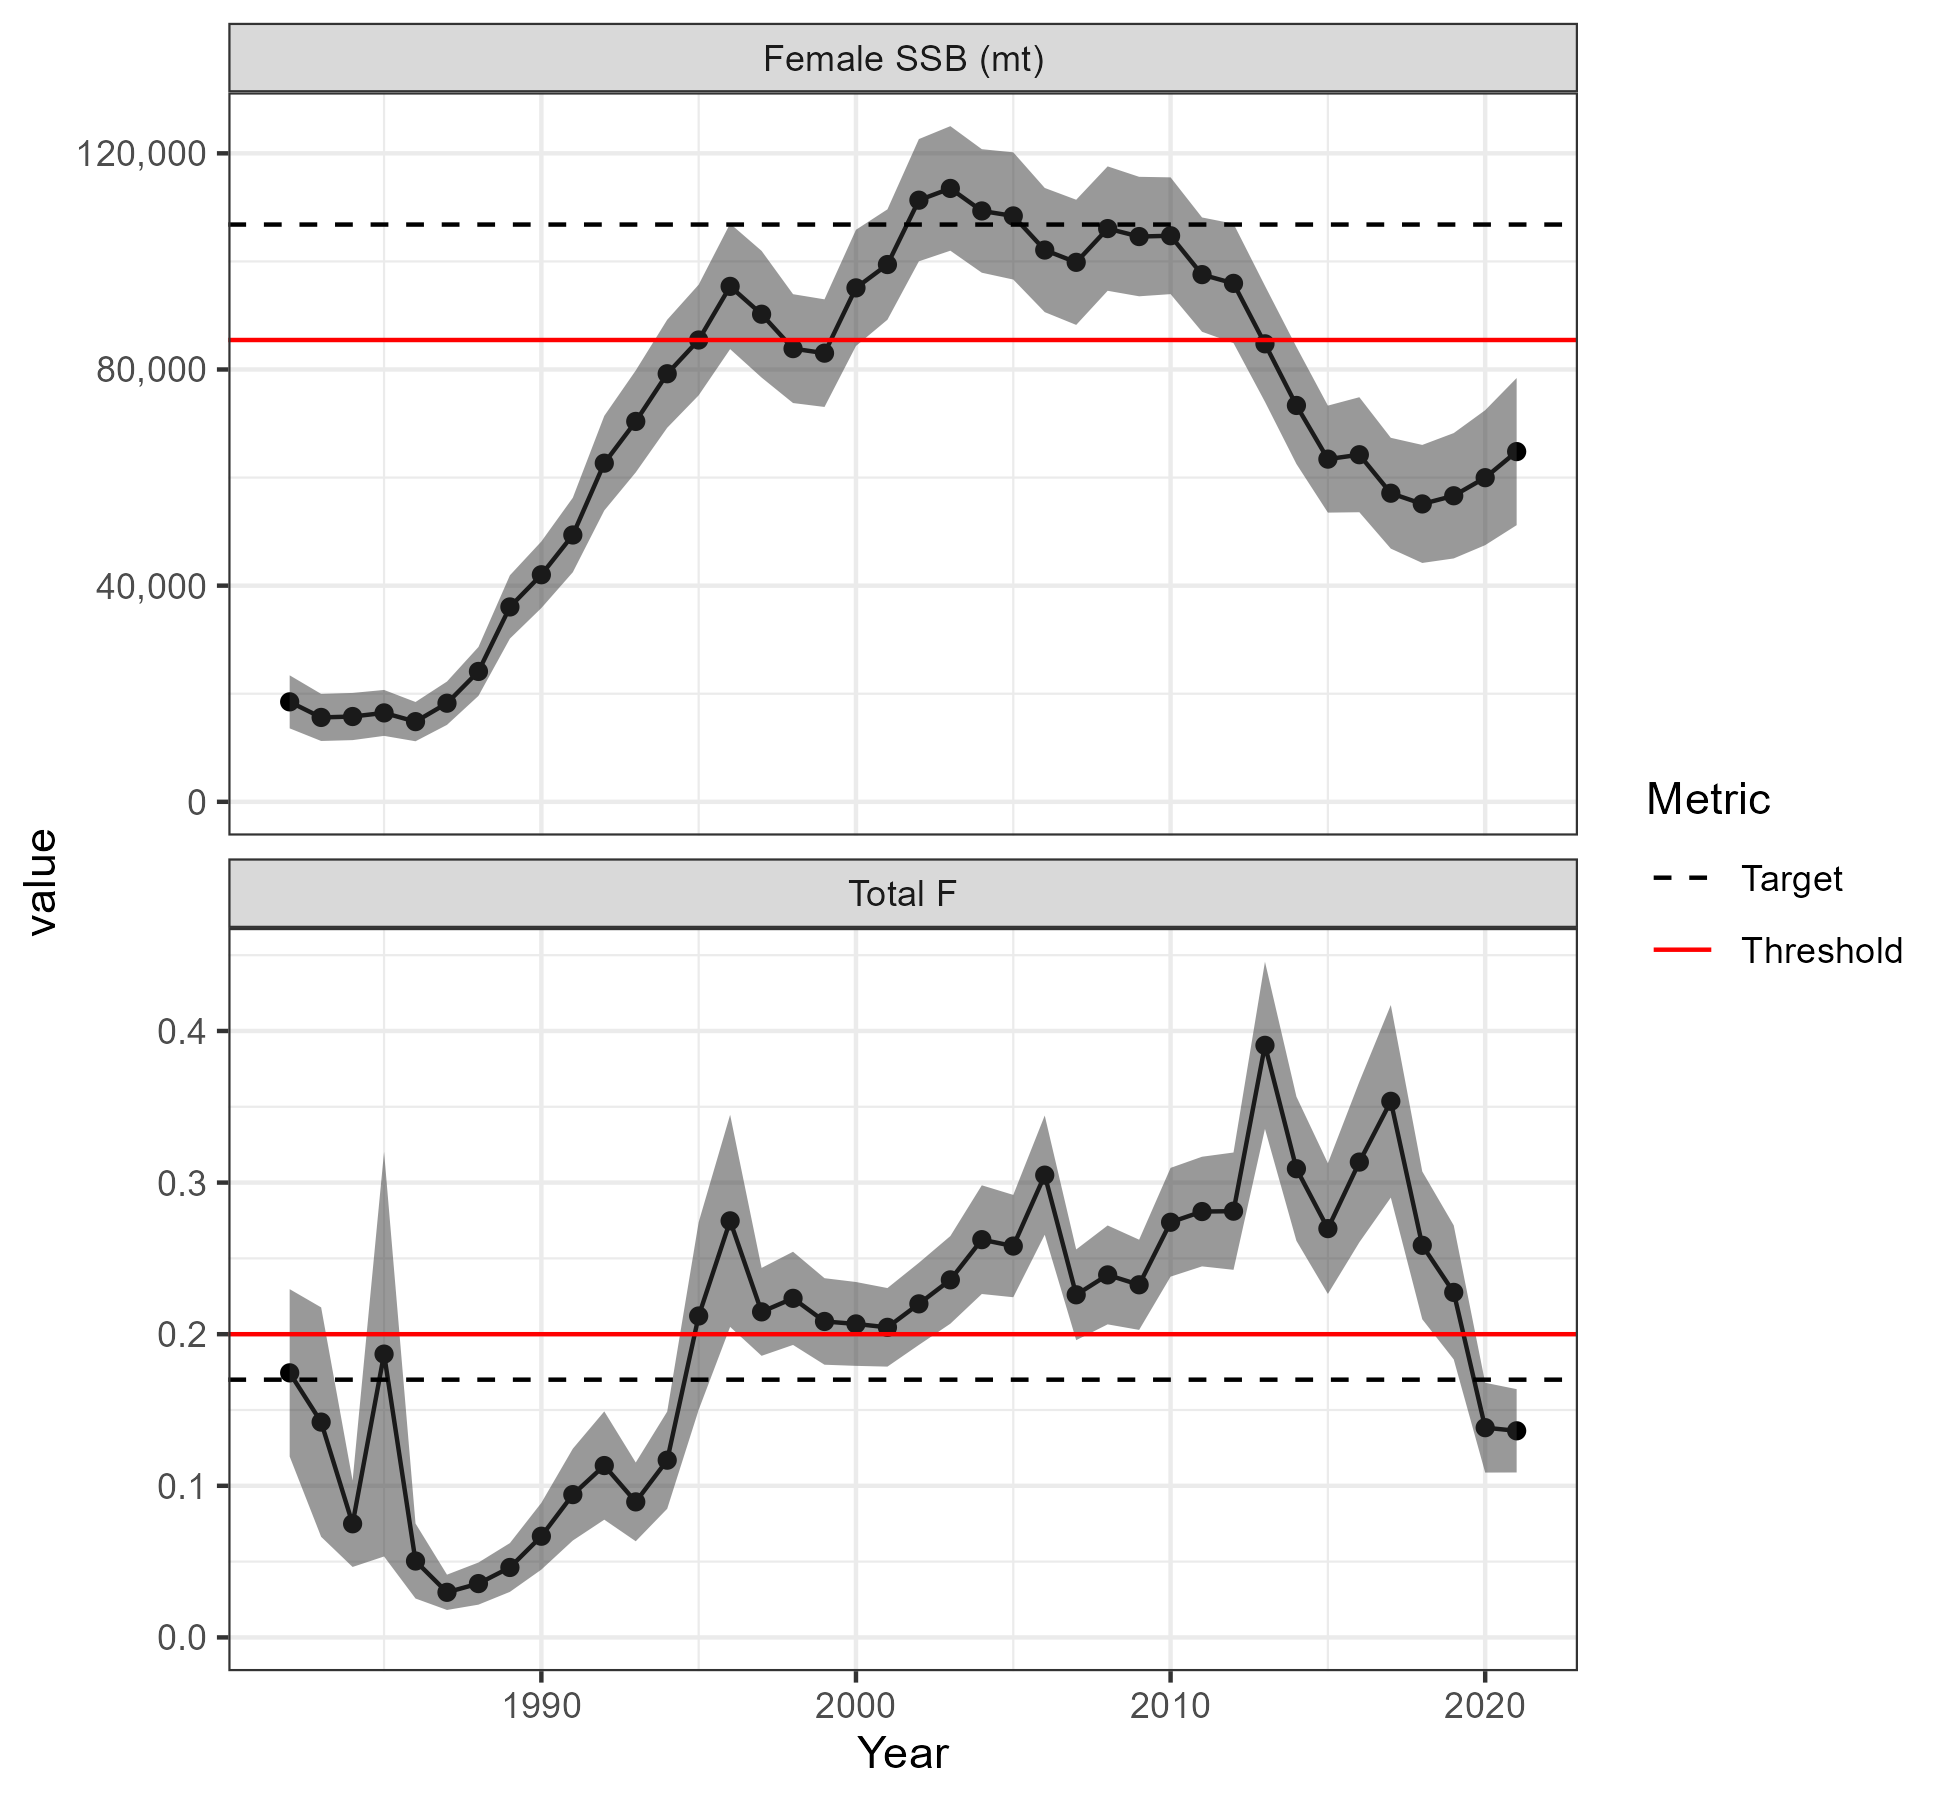 Female SSB (mt)
120,000
80,000
40,000
0
value
Total F
0.4
0.3
0.2
0.1
0.0
1990 2000 2010 2020
Year
Metric
Target
Threshold